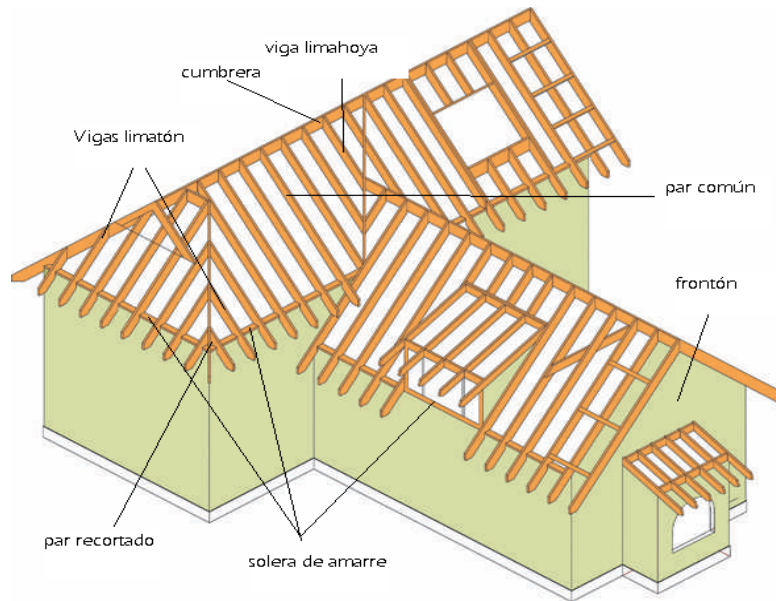 viga limahoya
cumbrera
Vigas limatón
par común
frontón
par recortado
solera de amarre